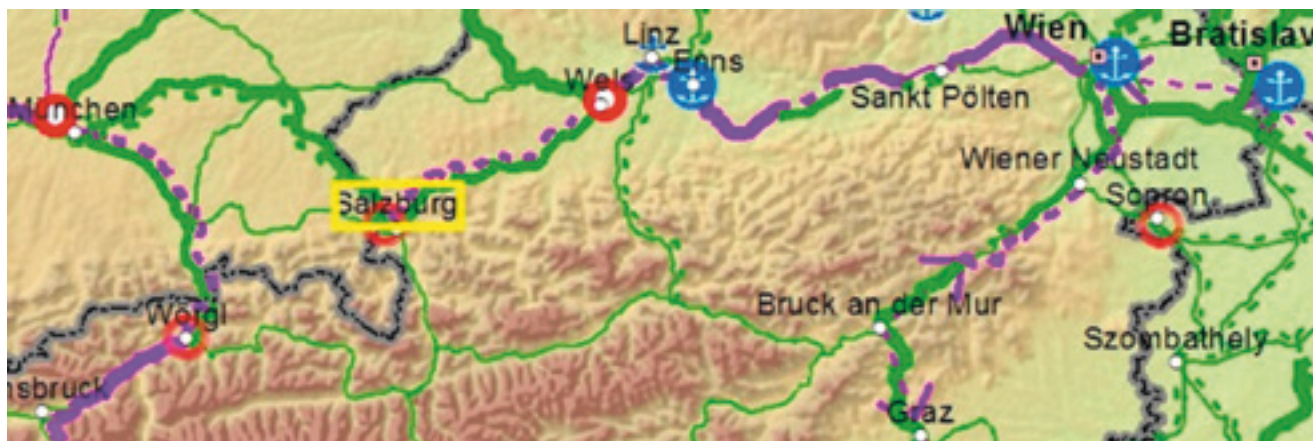 Linz
Wien
Enns
Bratislav
Wels
München
Sankt Pölten
Wiener Neustadt
Salzburg
Sopron
Bruck an der Mur
Wörgl
Szombathely
nsbruck
Graz